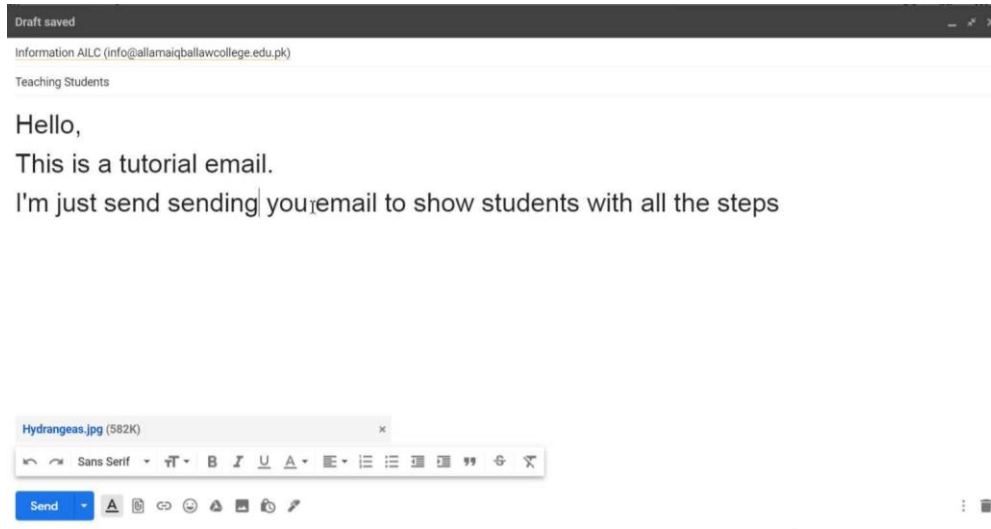 Draft saved
Information AILC (info@allamaiqballawcollege.edu.pk)
Teaching Students
Hello,
This is a tutorial email.
I'm just send sending you email to show students with all the steps
Hydrangeas.jpg (582K)
Sans Serif
Send